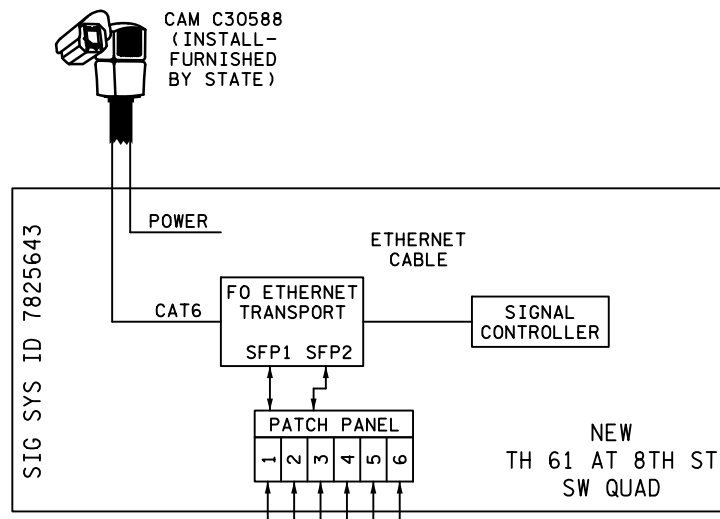 CAM C30588
(INSTALL-
FURNISHED
BY STATE)
POWER
ETHERNET
CABLE
SIG SYS ID 7825643
CAT6
FO ETHERNET
TRANSPORT
SFP1 SFP2
SIGNAL
CONTROLLER
PATCH PANEL
1 2 3 4 5 6
NEW
TH 61 AT 8TH ST
SW QUAD